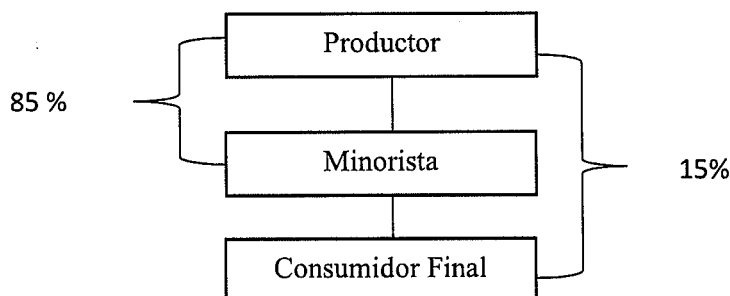 Productor
85 %
Minorista
15%
Consumidor Final